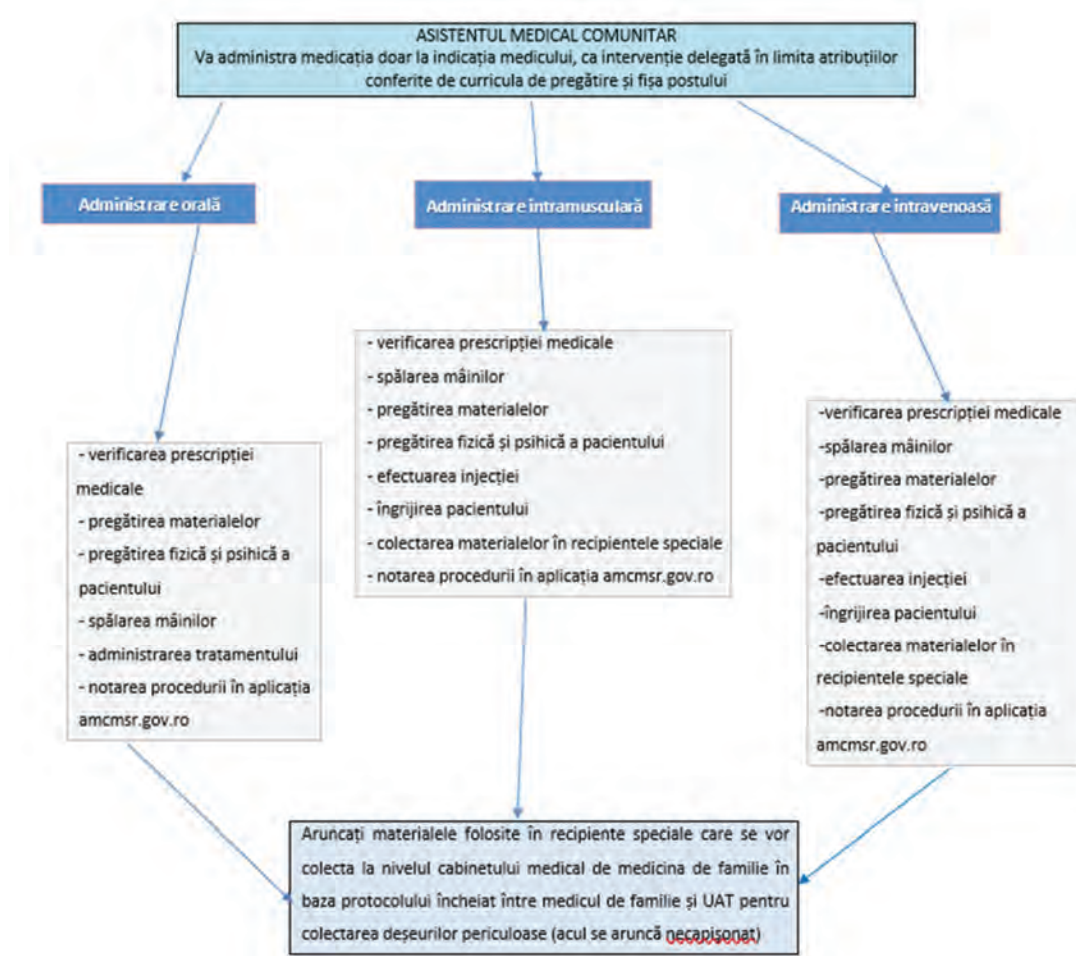 ASISTENTUL MEDICAL COMUNITAR
Va administra medicația doar la indicația medicului, ca intervenție delegată în limita atribuțiilor
conferite de curricula de pregătire și fișa postului
Administrare orală
Administrare intramusculară
Administrare intravenoasă
- verificarea prescripției
medicale
- pregătirea materialelor
- pregătirea fizică și psihică a
pacientului
- spălarea mâinilor
- administrarea tratamentului
- notarea procedurii în aplicația
amcmsr.gov.ro
- verificarea prescripției medicale
- spălarea mâinilor
- pregătirea materialelor
- pregătirea fizică și psihică a pacientului
- efectuarea injecției
- îngrijirea pacientului
- colectarea materialelor în recipientele speciale
- notarea procedurii în aplicația amcmsr.gov.ro
-verificarea prescripției medicale
-spălarea mâinilor
-pregătirea materialelor
-pregătirea fizică și psihică a
pacientului
-efectuarea injecției
-îngrijirea pacientului
-colectarea materialelor în
recipientele speciale
-notarea procedurii în aplicația
amcmsr.gov.ro
Aruncați materialele folosite în recipiente speciale care se vor
colecta la nivelul cabinetului medical de medicina de familie în
baza protocolului încheiat între medicul de familie și UAT pentru
colectarea deșeurilor periculoase (acul se aruncă necapișonat)